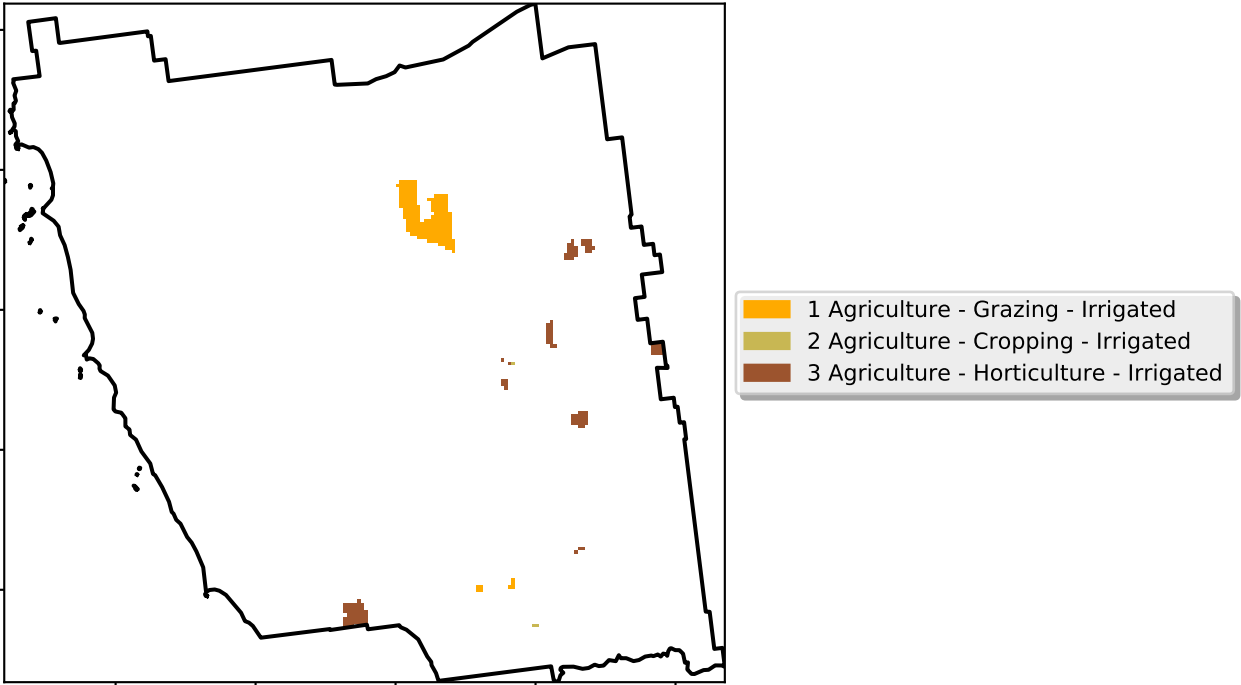 1 Agriculture - Grazing - Irrigated
2 Agriculture - Cropping - Irrigated
3 Agriculture - Horticulture - Irrigated